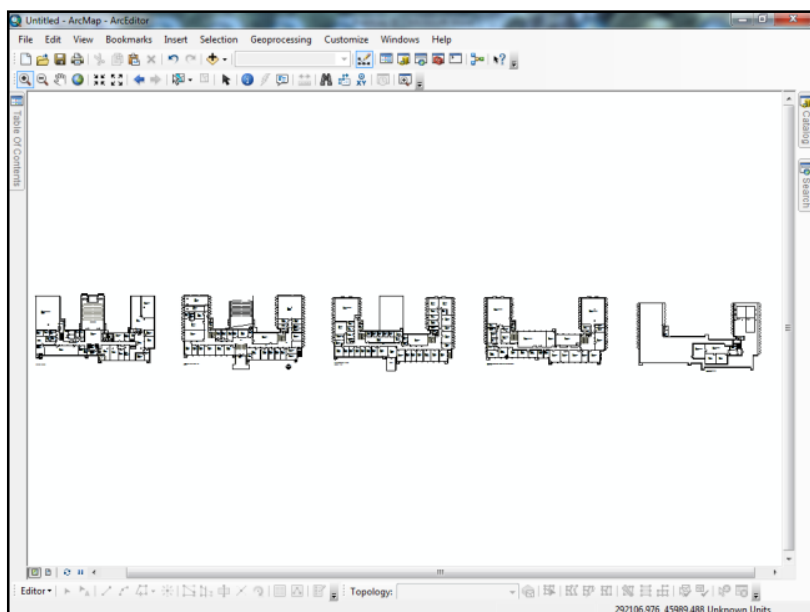 Untitled - ArcMap - ArcEditor
File Edit View Bookmarks Insert Selection Geoprocessing Customize Windows Help
Table Of Contents
Catalog
Search
Editor
Topology:
292106.976 45989.488 Unknown Units